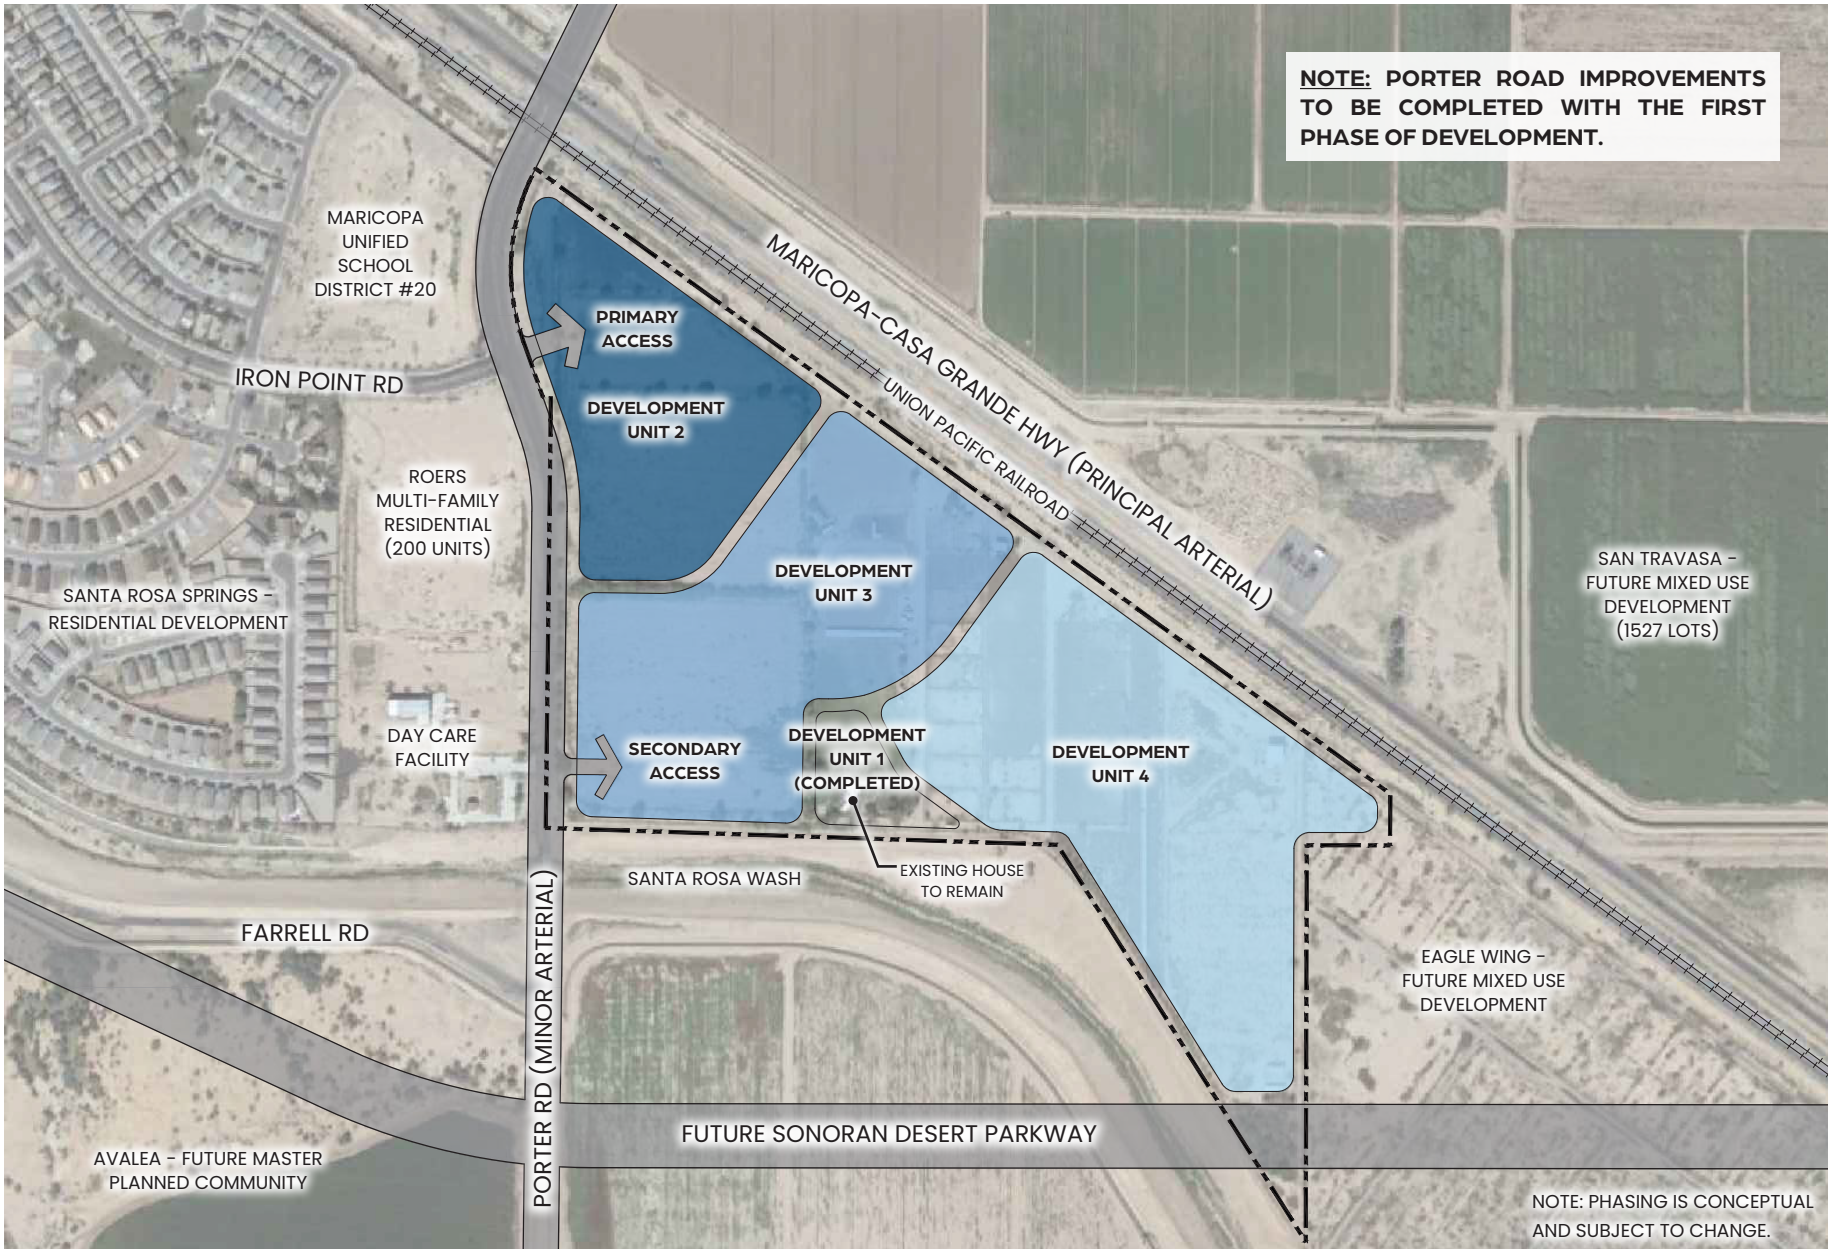 NOTE: PORTER ROAD IMPROVEMENTS
TO BE COMPLETED WITH THE FIRST
PHASE OF DEVELOPMENT.
MARICOPA
UNIFIED
SCHOOL
DISTRICT #20
MARICOPA-CASA GRANDE HWY (PRINCIPAL ARTERIAL)
UNION PACIFIC RAILROAD
PRIMARY
ACCESS
IRON POINT RD
DEVELOPMENT
UNIT 2
ROERS
MULTI-FAMILY
RESIDENTIAL
(200 UNITS)
DEVELOPMENT
UNIT 3
SAN TRAVASA -
FUTURE MIXED USE
DEVELOPMENT
(1527 LOTS)
SANTA ROSA SPRINGS -
RESIDENTIAL DEVELOPMENT
DAY CARE
FACILITY
SECONDARY
ACCESS
DEVELOPMENT
UNIT 1
(COMPLETED)
DEVELOPMENT
UNIT 4
EXISTING HOUSE
TO REMAIN
SANTA ROSA WASH
FARRELL RD
PORTER RD (MINOR ARTERIAL)
EAGLE WING -
FUTURE MIXED USE
DEVELOPMENT
FUTURE SONORAN DESERT PARKWAY
AVALEA - FUTURE MASTER
PLANNED COMMUNITY
NOTE: PHASING IS CONCEPTUAL
AND SUBJECT TO CHANGE.